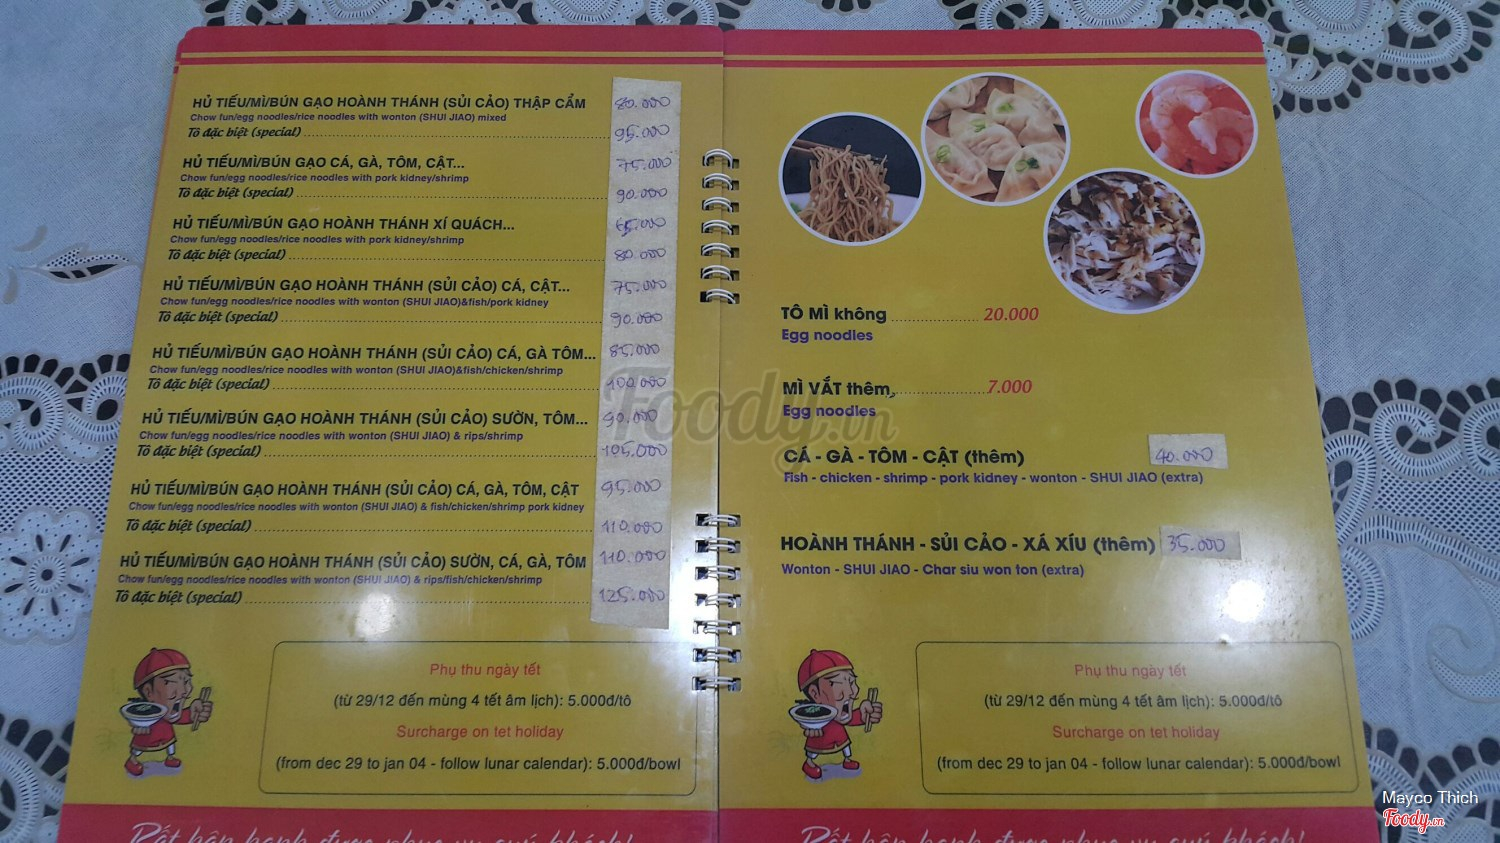 HỦ TIẾU/MÌ/BÚN GẠO HOÀNH THÁNH (SỦI CẢO) THẬP CẨM 80.000
Chow fun/egg noodles/rice noodles with wonton (SHUI JIAO) mixed
Tô đặc biệt (special) 95.000
HỦ TIẾU/MÌ/BÚN GẠO CÁ, GÀ, TÔM, CẬT... 75.000
Chow fun/egg noodles/rice noodles with pork kidney/shrimp
Tô đặc biệt (special) 90.000
HỦ TIẾU/MÌ/BÚN GẠO HOÀNH THÁNH XÍ QUÁCH... 65.000
Chow fun/egg noodles/rice noodles with pork kidney/shrimp
Tô đặc biệt (special) 80.000
HỦ TIẾU/MÌ/BÚN GẠO HOÀNH THÁNH (SỦI CẢO) CÁ, CẬT... 75.000
Chow fun/egg noodles/rice noodles with wonton (SHUI JIAO)&fish/pork kidney
Tô đặc biệt (special) 90.000
HỦ TIẾU/MÌ/BÚN GẠO HOÀNH THÁNH (SỦI CẢO) CÁ, GÀ TÔM... 85.000
Chow fun/egg noodles/rice noodles with wonton (SHUI JIAO)&fish/chicken/shrimp
Tô đặc biệt (special) 100.000
HỦ TIẾU/MÌ/BÚN GẠO HOÀNH THÁNH (SỦI CẢO) SƯỜN, TÔM... 90.000
Chow fun/egg noodles/rice noodles with wonton (SHUI JIAO) & rips/shrimp
Tô đặc biệt (special) 105.000
HỦ TIẾU/MÌ/BÚN GẠO HOÀNH THÁNH (SỦI CẢO) CÁ, GÀ, TÔM, CẬT 95.000
Chow fun/egg noodles/rice noodles with wonton (SHUI JIAO) & fish/chicken/shrimp pork kidney
Tô đặc biệt (special) 110.000
HỦ TIẾU/MÌ/BÚN GẠO HOÀNH THÁNH (SỦI CẢO) SƯỜN, CÁ, GÀ, TÔM 110.000
Chow fun/egg noodles/rice noodles with wonton (SHUI JIAO) & rips/fish/chicken/shrimp
Tô đặc biệt (special) 125.000
Phụ thu ngày tết
(từ 29/12 đến mùng 4 tết âm lịch): 5.000đ/tô
Surcharge on tet holiday
(from dec 29 to jan 04 - follow lunar calendar): 5.000đ/bowl
Rất hân hạnh được phục vụ quý khách!
TÔ MÌ không 20.000
Egg noodles
MÌ VẮT thêm 7.000
Egg noodles
CÁ - GÀ - TÔM - CẬT (thêm) 40.000
Fish - chicken - shrimp - pork kidney - wonton - SHUI JIAO (extra)
HOÀNH THÁNH - SỦI CẢO - XÁ XÍU (thêm) 35.000
Wonton - SHUI JIAO - Char siu won ton (extra)
Phụ thu ngày tết
(từ 29/12 đến mùng 4 tết âm lịch): 5.000đ/tô
Surcharge on tet holiday
(from dec 29 to jan 04 - follow lunar calendar): 5.000đ/bowl
Rất hân hạnh được phục vụ quý khách!
Foody.vn
Mayco Thich
Foody.vn